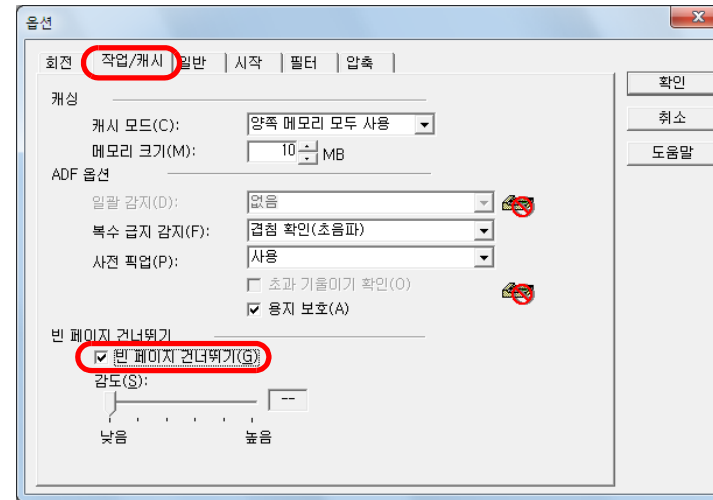 옵션
회전 작업/캐시 일반 시작 필터 압축
확인
취소
도움말
캐싱
캐시 모드(C): 양쪽 메모리 모두 사용
메모리 크기(M): 10 MB
ADF 옵션
일괄 감지(D): 없음
복수 급지 감지(F): 겹침 확인(초음파)
사전 픽업(P): 사용
초과 기울이기 확인(O)
용지 보호(A)
빈 페이지 건너뛰기
빈 페이지 건너뛰기(G)
감도(S):
--
낮음 높음